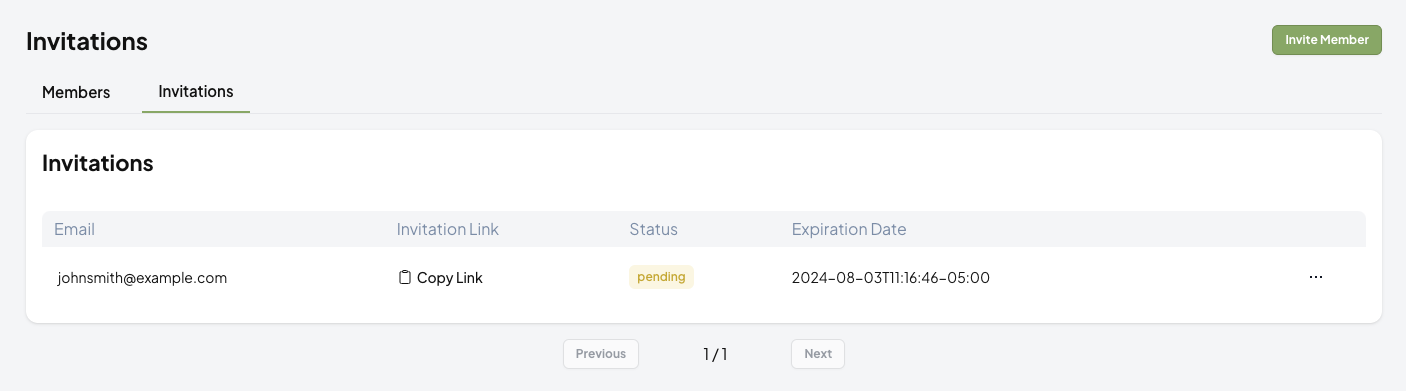 Invitations
Invite Member
Members
Invitations
Invitations
Email Invitation Link Status Expiration Date
johnsmith@example.com Copy Link pending 2024-08-03T11:16:46-05:00 ...
Previous 1 / 1 Next